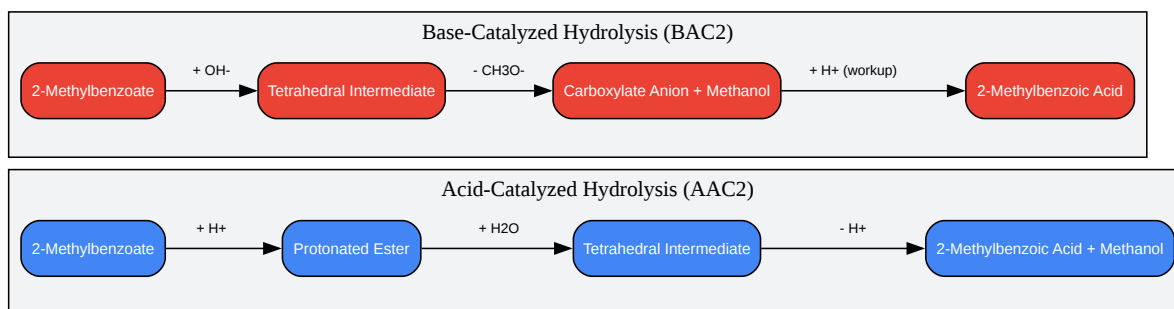 Base-Catalyzed Hydrolysis (BAC2)
+ OH-
- CH3O-
+ H+ (workup)
2-Methylbenzoate
Tetrahedral Intermediate
Carboxylate Anion + Methanol
2-Methylbenzoic Acid
Acid-Catalyzed Hydrolysis (AAC2)
+ H+
+ H2O
- H+
2-Methylbenzoate
Protonated Ester
Tetrahedral Intermediate
2-Methylbenzoic Acid + Methanol